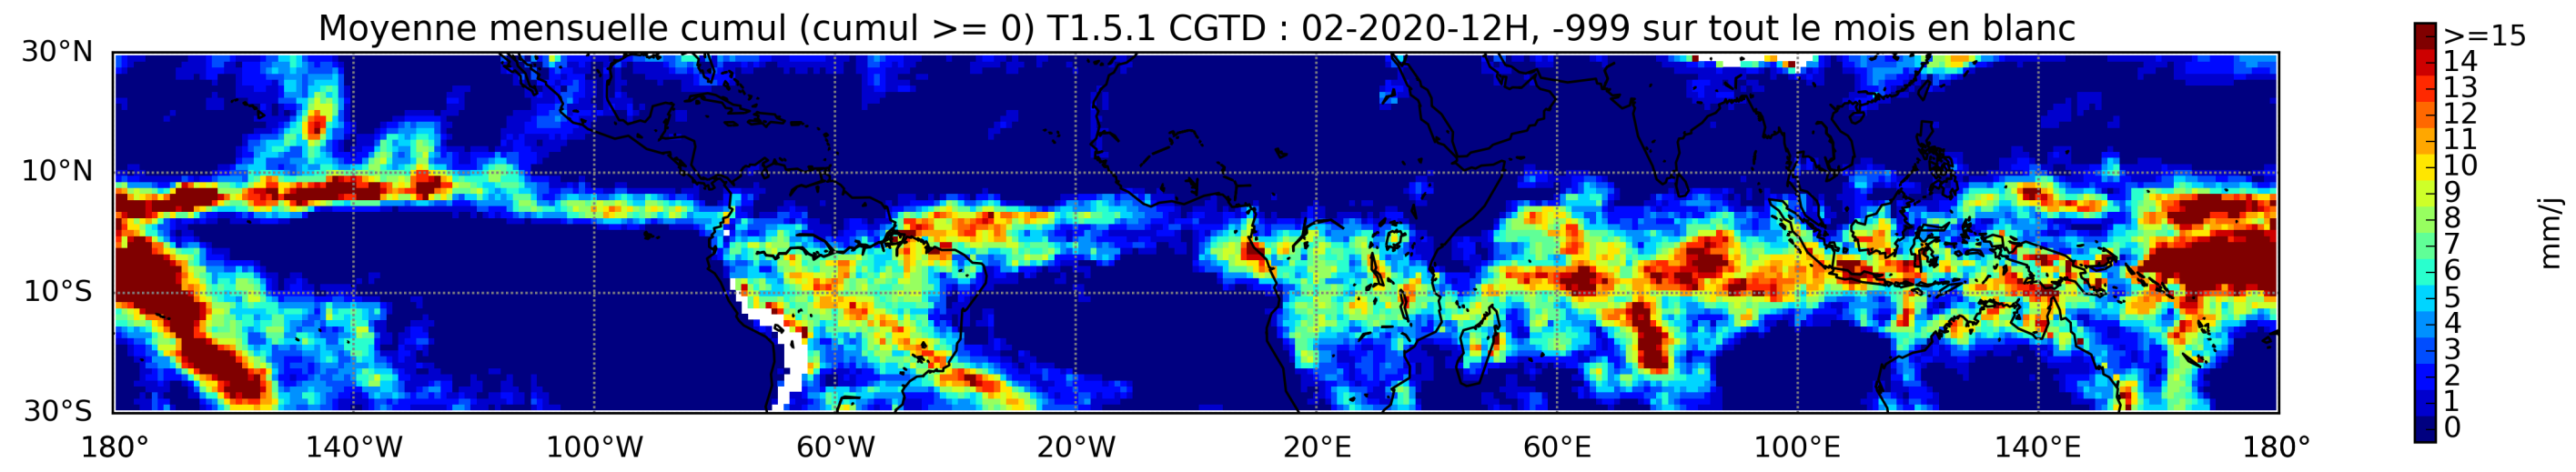 Moyenne mensuelle cumul (cumul >= 0) T1.5.1 CGTD : 02-2020-12H, -999 sur tout le mois en blanc
30°N
10°N
10°S
30°S
180°
140°W
100°W
60°W
20°W
20°E
60°E
100°E
140°E
180°
>=15
14
13
12
11
10
9
8
7
6
5
4
3
2
1
0
mm/j